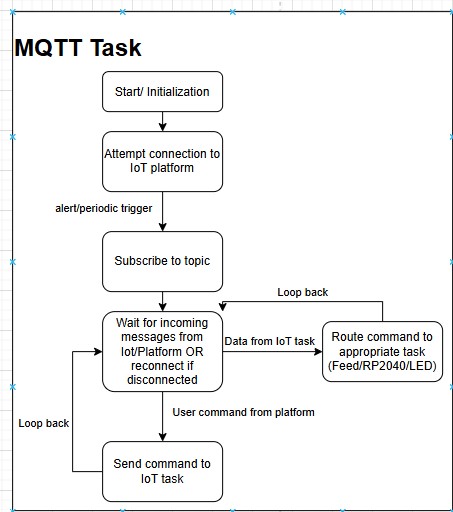 MQTT Task
Start/ Initialization
Attempt connection to
IoT platform
alert/periodic trigger
Subscribe to topic
Loop back
Wait for incoming
messages from
Iot/Platform OR
reconnect if
disconnected
Data from IoT task
Route command to
appropriate task
(Feed/RP2040/LED)
User command from platform
Loop back
Send command to
IoT task